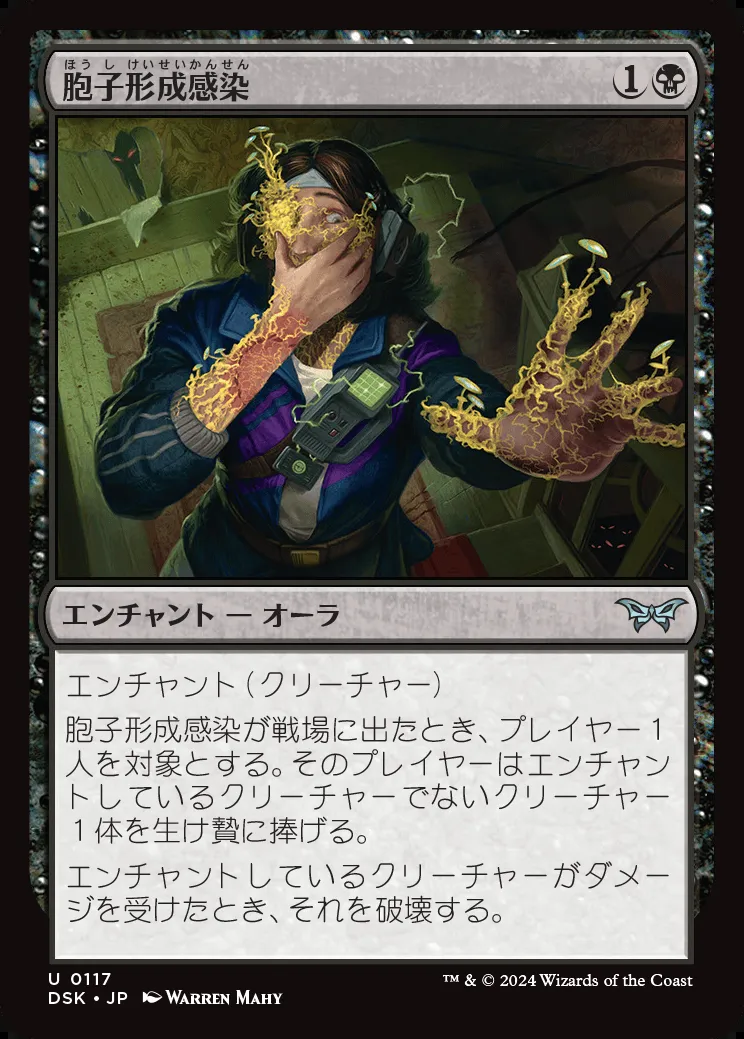 ほうしけいせいかんせん
胞子形成感染
1
エンチャント — オーラ
エンチャント(クリーチャー)
胞子形成感染が戦場に出たとき、プレイヤー1
人を対象とする。そのプレイヤーはエンチャン
トしているクリーチャーでないクリーチャー
1体を生け贄に捧げる。
エンチャントしているクリーチャーがダメー
ジを受けたとき、それを破壊する。
U 0117
DSK • JP Warren Mahy
™ & © 2024 Wizards of the Coast